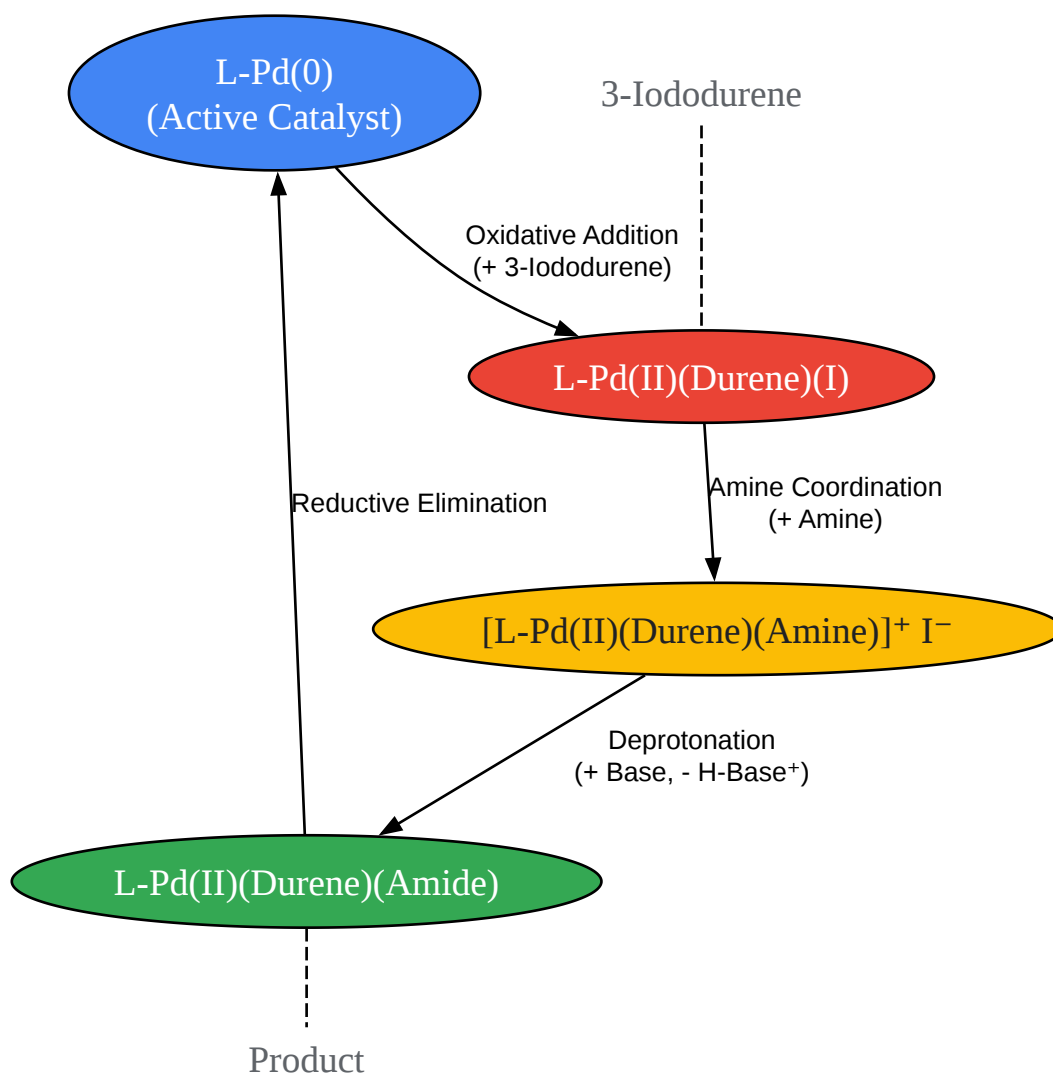 L-Pd(0)
(Active Catalyst)
3-Iododurene
Oxidative Addition
(+ 3-Iododurene)
L-Pd(II)(Durene)(I)
Amine Coordination
(+ Amine)
Reductive Elimination
[L-Pd(II)(Durene)(Amine)]⁺ I⁻
Deprotonation
(+ Base, - H-Base⁺)
L-Pd(II)(Durene)(Amide)
Product